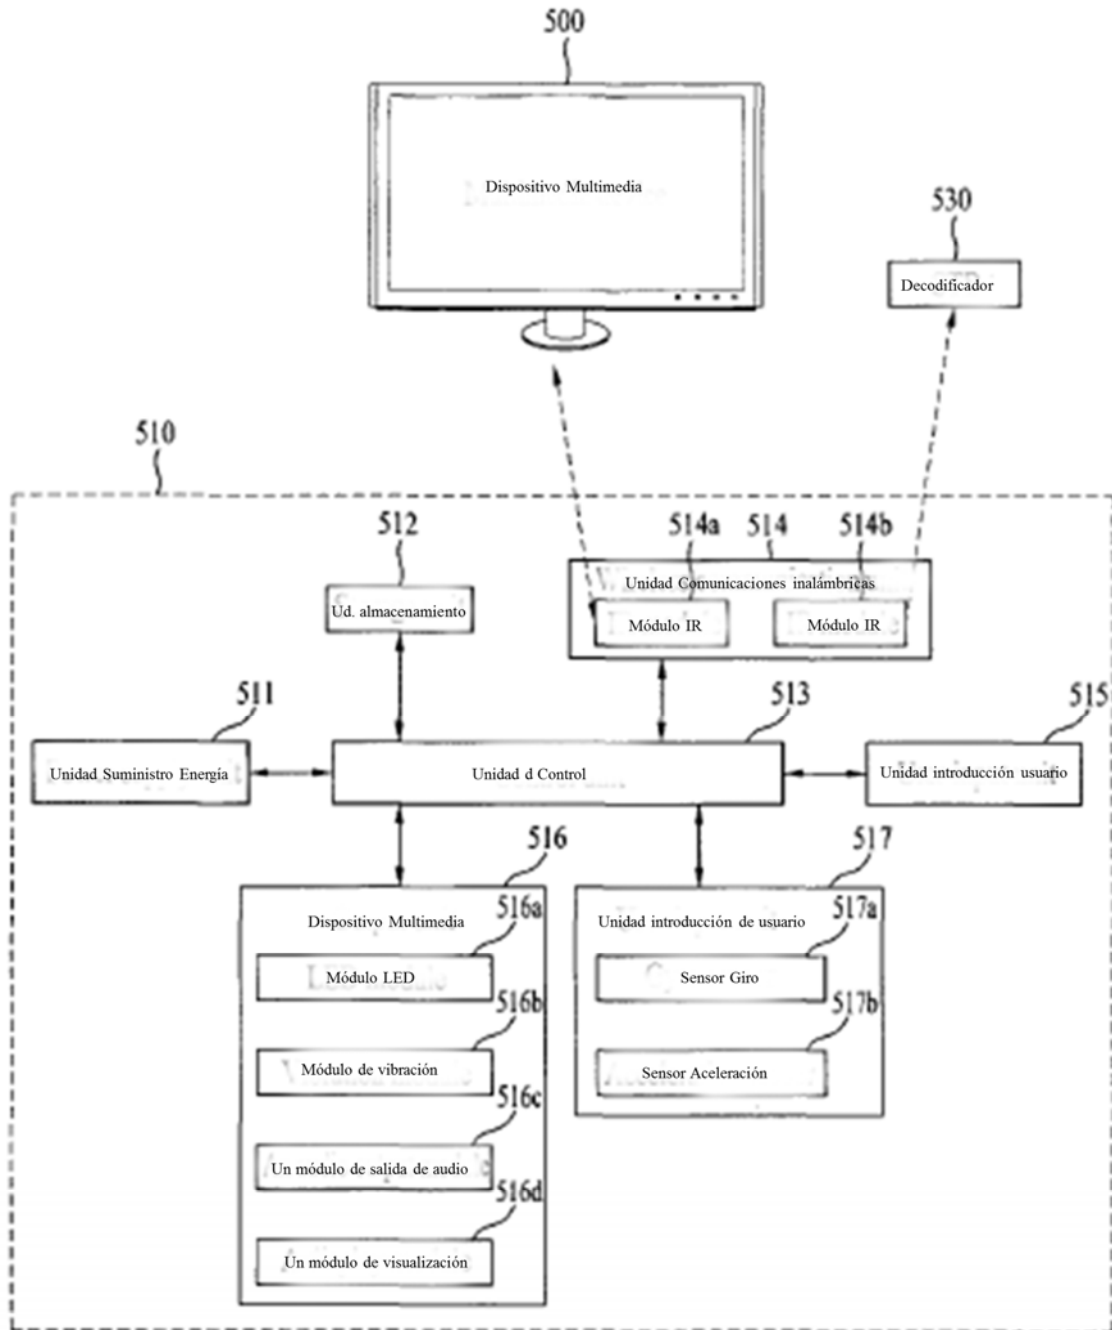 500
Dispositivo Multimedia
530
Decodificador
510
512
514a
514
514b
Unidad Comunicaciones inalámbricas
Ud. almacenamiento
Módulo IR
Módulo IR
511
513
515
Unidad Suministro Energía
Unidad d Control
Unidad introducción usuario
516
517
Dispositivo Multimedia
516a
Unidad introducción de usuario
517a
Módulo LED
Sensor Giro
516b
517b
Módulo de vibración
Sensor Aceleración
516c
Un módulo de salida de audio
516d
Un módulo de visualización